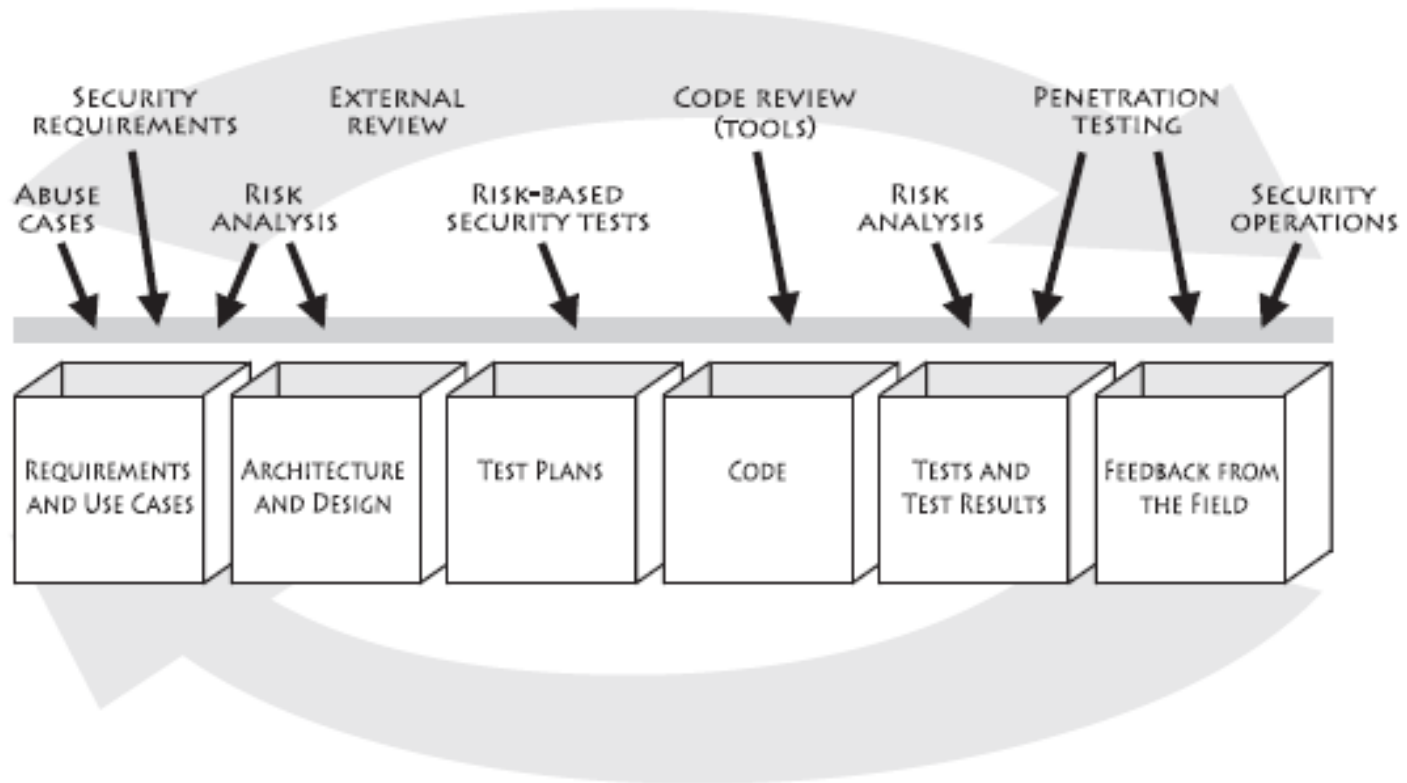 SECURITY
REQUIREMENTS
EXTERNAL
REVIEW
CODE REVIEW
(TOOLS)
PENETRATION
TESTING
ABUSE
CASES
RISK
ANALYSIS
RISK-BASED
SECURITY TESTS
RISK
ANALYSIS
SECURITY
OPERATIONS
REQUIREMENTS
AND USE CASES
ARCHITECTURE
AND DESIGN
TEST PLANS
CODE
TESTS AND
TEST RESULTS
FEEDBACK FROM
THE FIELD